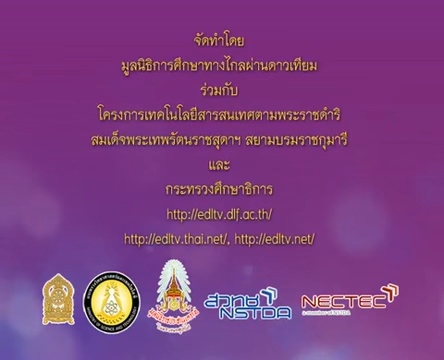 จัดทำโดย
มูลนิธิการศึกษาทางไกลผ่านดาวเทียม
ร่วมกับ
โครงการเทคโนโลยีสารสนเทศตามพระราชดำริ
สมเด็จพระเทพรัตนราชสุดาฯ สยามบรมราชกุมารี
และ
กระทรวงศึกษาธิการ
http://edltv.dlf.ac.th/
http://edltv.thai.net/, http://edltv.net/
สวทช
NSTDA
NECTEC
a member of NSTDA